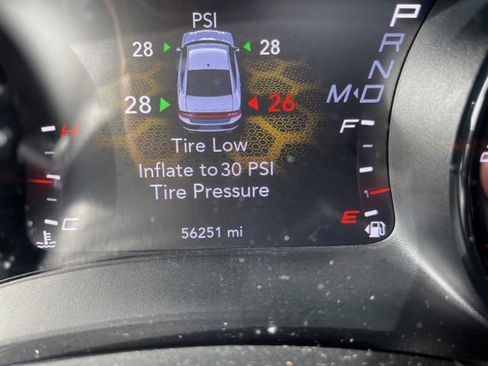 PSI
28 28
28 26
Tire Low
Inflate to 30 PSI
Tire Pressure
56251 mi
P
R
N
M D
H
C
F
E